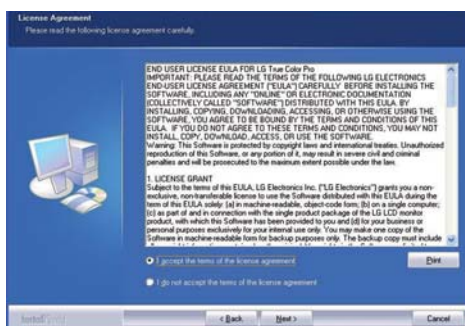 License Agreement
Please read the following license agreement carefully.
END USER LICENSE EULA FOR LG True Color Pro
IMPORTANT: PLEASE READ THE TERMS OF THE FOLLOWING LG ELECTRONICS
END-USER LICENSE AGREEMENT ("EULA") CAREFULLY BEFORE INSTALLING THE
SOFTWARE, INCLUDING ANY "ONLINE" OR ELECTRONIC DOCUMENTATION
(COLLECTIVELY CALLED "SOFTWARE") DISTRIBUTED WITH THIS EULA. BY
INSTALLING, COPYING, DOWNLOADING, ACCESSING, OR OTHERWISE USING THE
SOFTWARE, YOU AGREE TO BE BOUND BY THE TERMS AND CONDITIONS OF THIS
EULA. IF YOU DO NOT AGREE TO THESE TERMS AND CONDITIONS, YOU MAY NOT
INSTALL, COPY, DOWNLOAD, ACCESS, OR USE THE SOFTWARE.
Warning: This Software is protected by copyright laws and international treaties. Unauthorized
reproduction of this Software, or any portion of it, may result in severe civil and criminal
penalties and will be prosecuted to the maximum extent possible under the law.
1. LICENSE GRANT
Subject to the terms of this EULA, LG Electronics Inc. ("LG Electronics") grants you a non-
exclusive, non-transferable license to use the Software distributed with this EULA during the
term of this EULA solely: (a) in machine-readable, object-code form; (b) on a single computer;
(c) as part of and in connection with the single product package of the LG LCD monitor
product, with which this Software has been provided to you and (d) for your business or
personal purposes exclusively for your internal use only. You may make one copy of the
Software in machine-readable form for backup purposes only. The backup copy must include
I accept the terms of the license agreement
Print
I do not accept the terms of the license agreement
InstallShield
< Back
Next >
Cancel